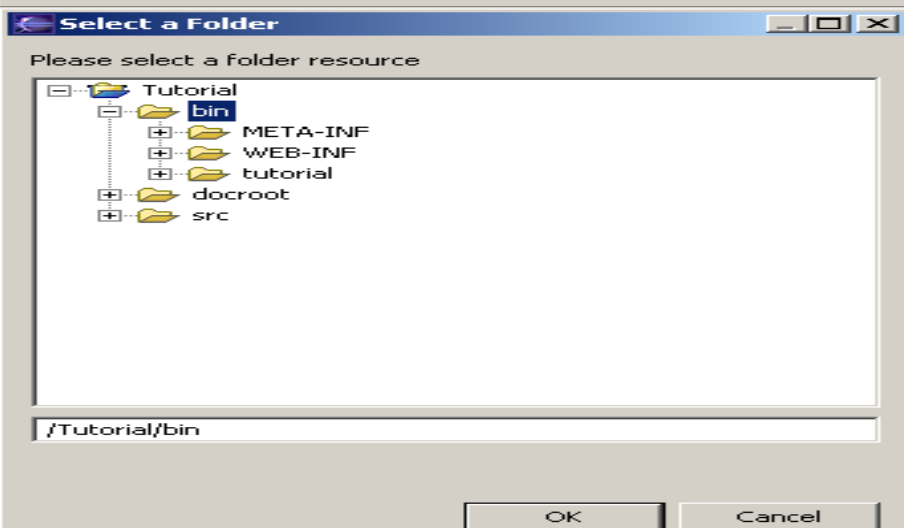 Select a Folder
Please select a folder resource
Tutorial
bin
META-INF
WEB-INF
tutorial
docroot
src
/Tutorial/bin
OK Cancel